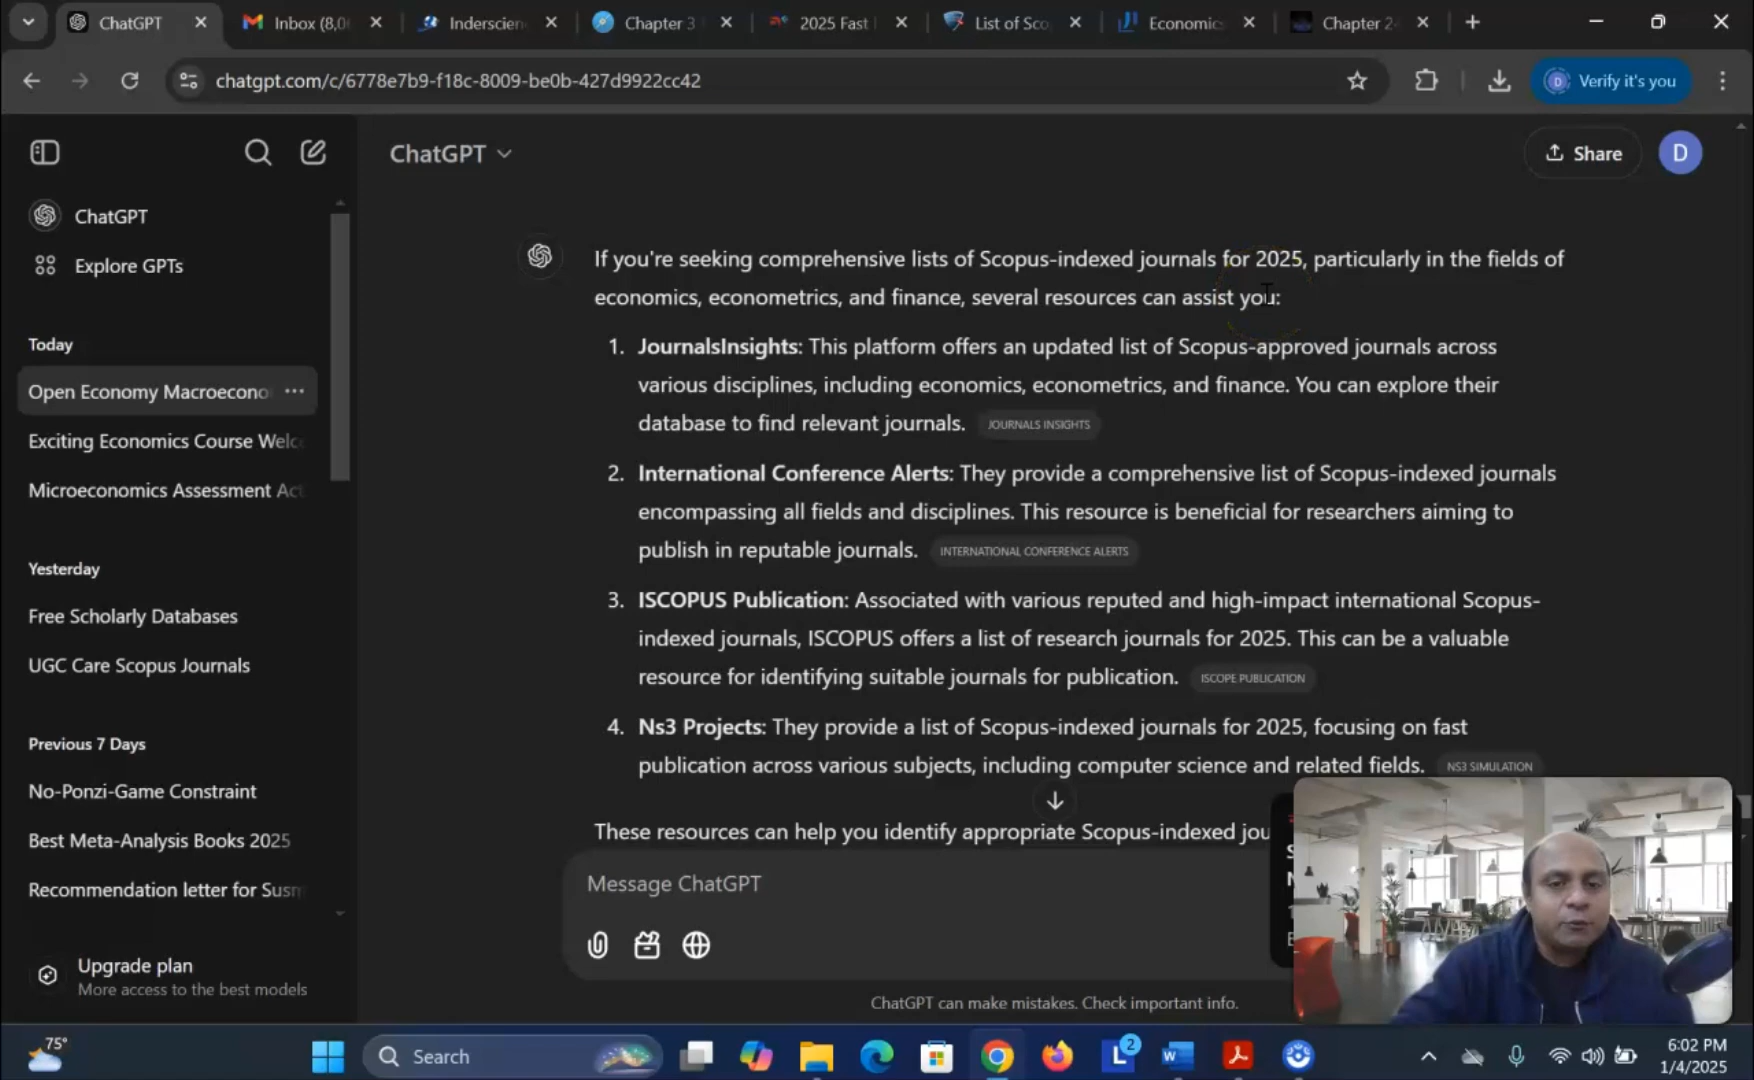 ChatGPT
Inbox (8,0
Inderscien
Chapter 3
2025 Fast
List of Sco
Economics
Chapter 2
chatgpt.com/c/6778e7b9-f18c-8009-be0b-427d9922cc42
Verify it's you
ChatGPT
Share
D
ChatGPT
Explore GPTs
Today
Open Economy Macroecono
Exciting Economics Course Welc
Microeconomics Assessment Act
Yesterday
Free Scholarly Databases
UGC Care Scopus Journals
Previous 7 Days
No-Ponzi-Game Constraint
Best Meta-Analysis Books 2025
Recommendation letter for Susm
Upgrade plan
More access to the best models
If you're seeking comprehensive lists of Scopus-indexed journals for 2025, particularly in the fields of
economics, econometrics, and finance, several resources can assist you:
1. JournalsInsights: This platform offers an updated list of Scopus-approved journals across
various disciplines, including economics, econometrics, and finance. You can explore their
database to find relevant journals. JOURNALS INSIGHTS
2. International Conference Alerts: They provide a comprehensive list of Scopus-indexed journals
encompassing all fields and disciplines. This resource is beneficial for researchers aiming to
publish in reputable journals. INTERNATIONAL CONFERENCE ALERTS
3. ISCOPUS Publication: Associated with various reputed and high-impact international Scopus-
indexed journals, ISCOPUS offers a list of research journals for 2025. This can be a valuable
resource for identifying suitable journals for publication. ISCOPE PUBLICATION
4. Ns3 Projects: They provide a list of Scopus-indexed journals for 2025, focusing on fast
publication across various subjects, including computer science and related fields. NS3 SIMULATION
These resources can help you identify appropriate Scopus-indexed jou
Message ChatGPT
ChatGPT can make mistakes. Check important info.
75°
Search
2
6:02 PM
1/4/2025